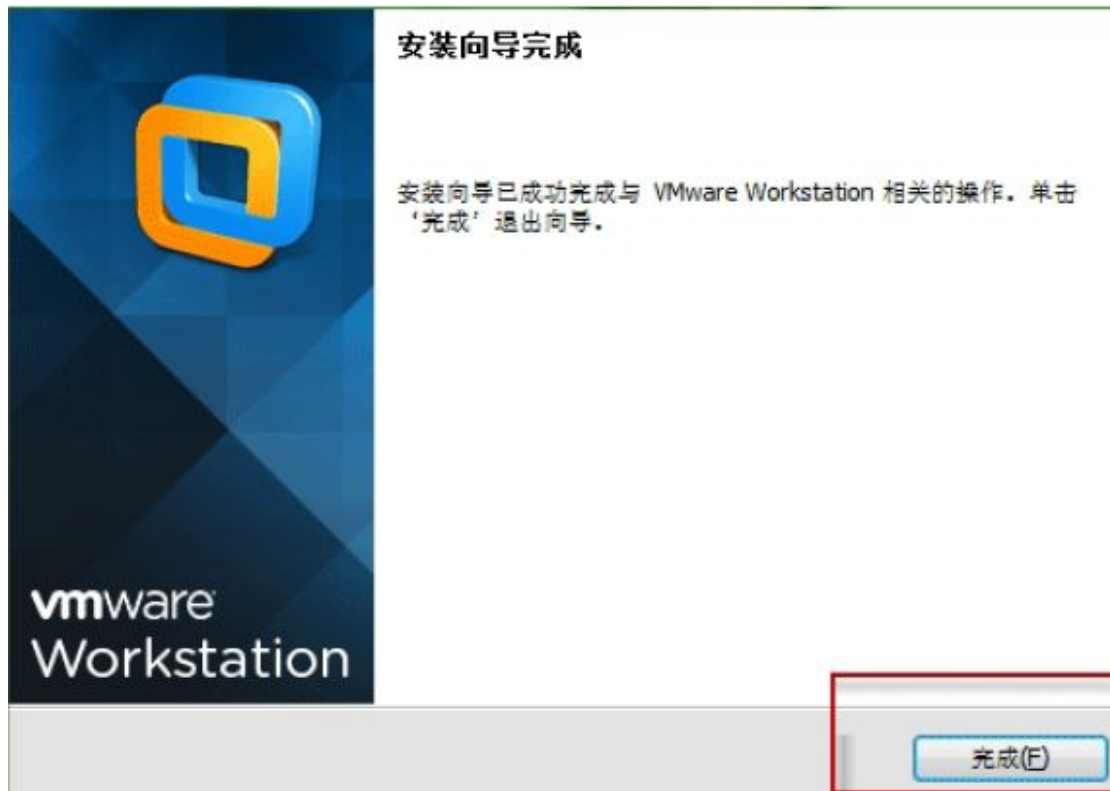 安装向导完成
安装向导已成功完成与 VMware Workstation 相关的操作。单击
‘完成’退出向导。
vmware
Workstation
完成(F)